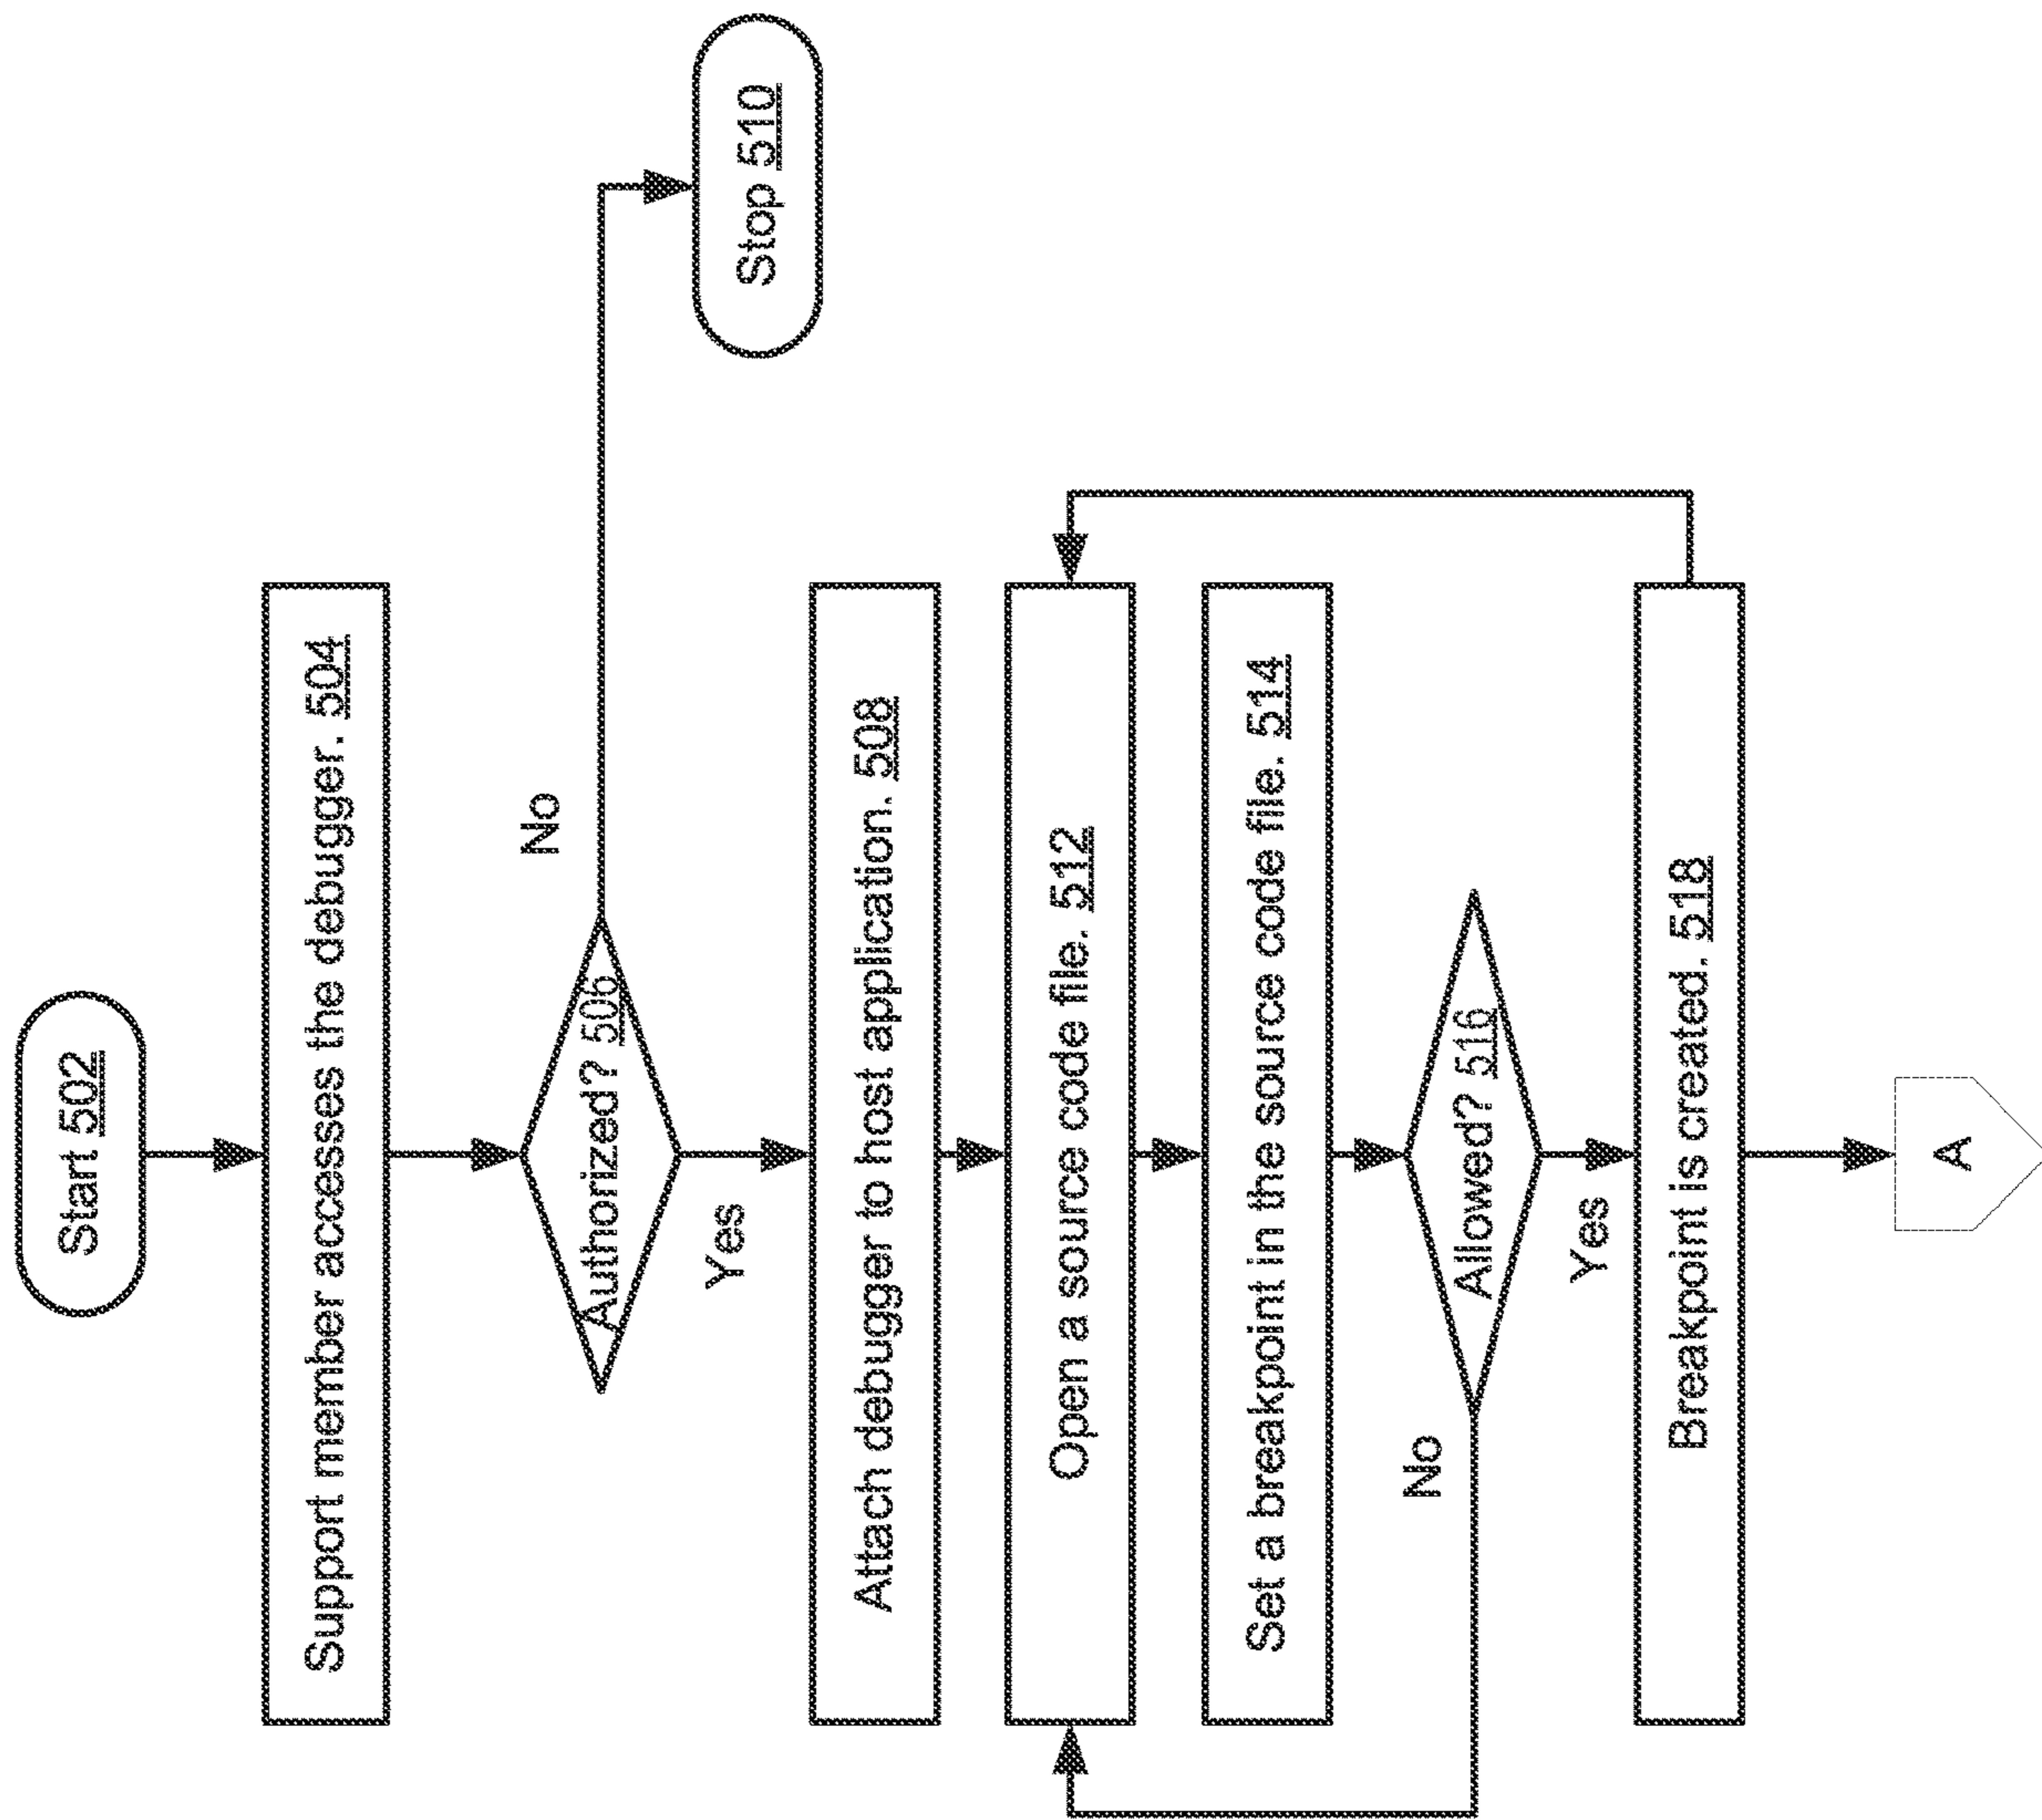 Start 502
Support member accesses the debugger. 504
Authorized? 506
No
Stop 510
Yes
Attach debugger to host application. 508
Open a source code file. 512
Set a breakpoint in the source code file. 514
Allowed? 516
No
Yes
Breakpoint is created. 518
A